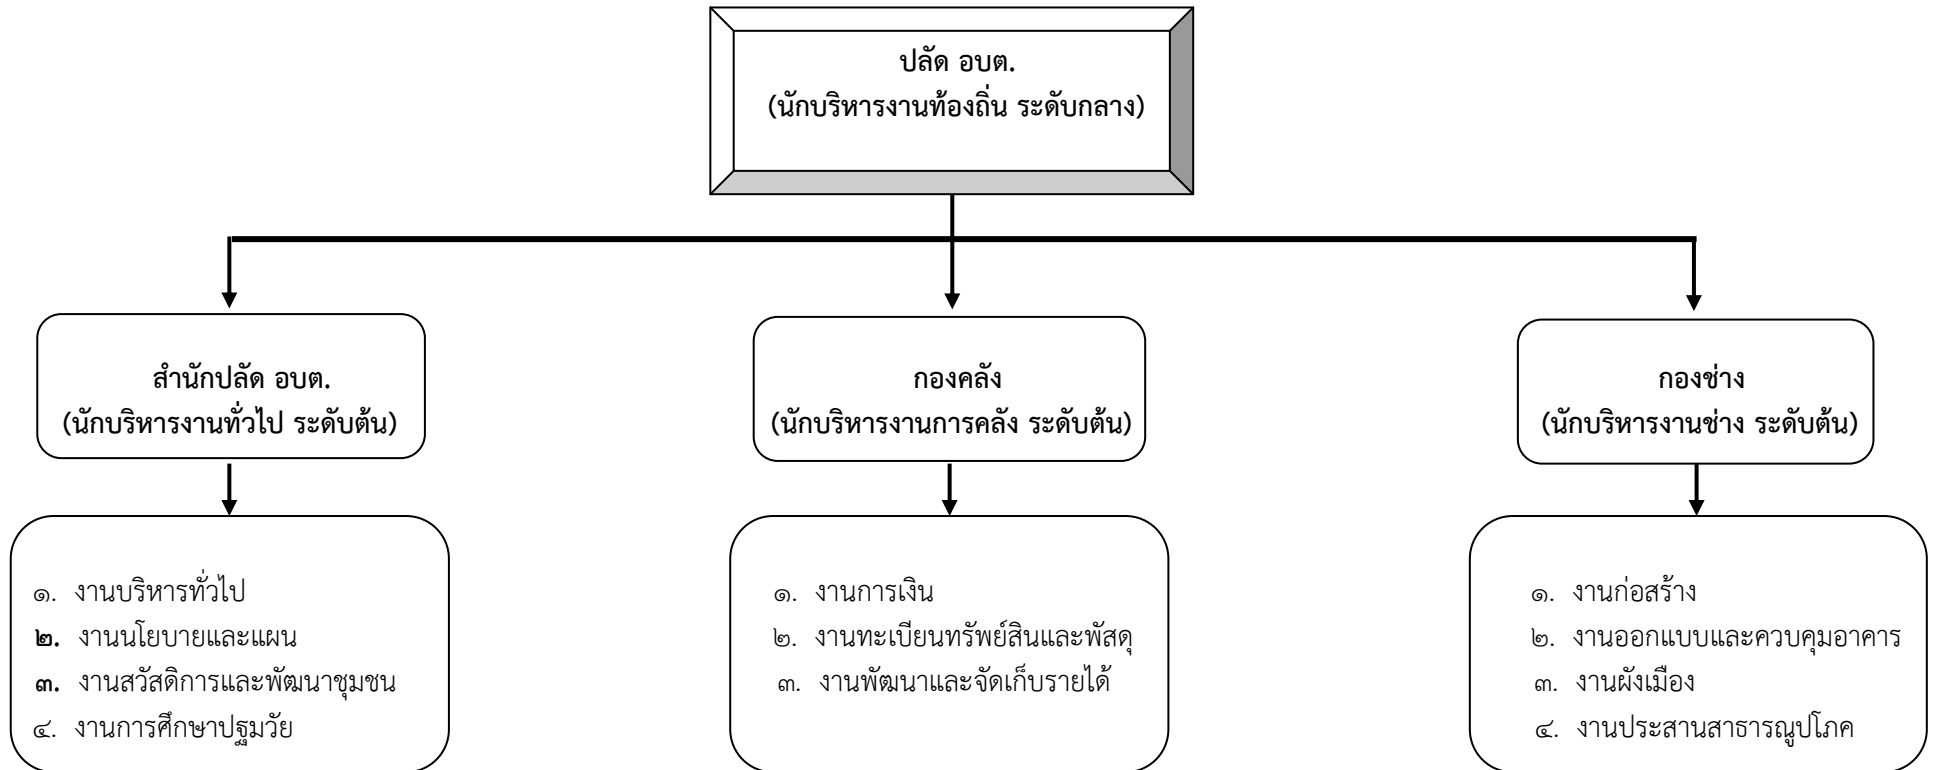 ปลัด อบต.
(นักบริหารงานท้องถิ่น ระดับกลาง)
สำนักปลัด อบต.
(นักบริหารงานทั่วไป ระดับต้น)
กองคลัง
(นักบริหารงานการคลัง ระดับต้น)
กองช่าง
(นักบริหารงานช่าง ระดับต้น)
๑. งานบริหารทั่วไป
๒. งานนโยบายและแผน
๓. งานสวัสดิการและพัฒนาชุมชน
๔. งานการศึกษาปฐมวัย
๑. งานการเงิน
๒. งานทะเบียนทรัพย์สินและพัสดุ
๓. งานพัฒนาและจัดเก็บรายได้
๑. งานก่อสร้าง
๒. งานออกแบบและควบคุมอาคาร
๓. งานผังเมือง
๔. งานประสานสาธารณูปโภค